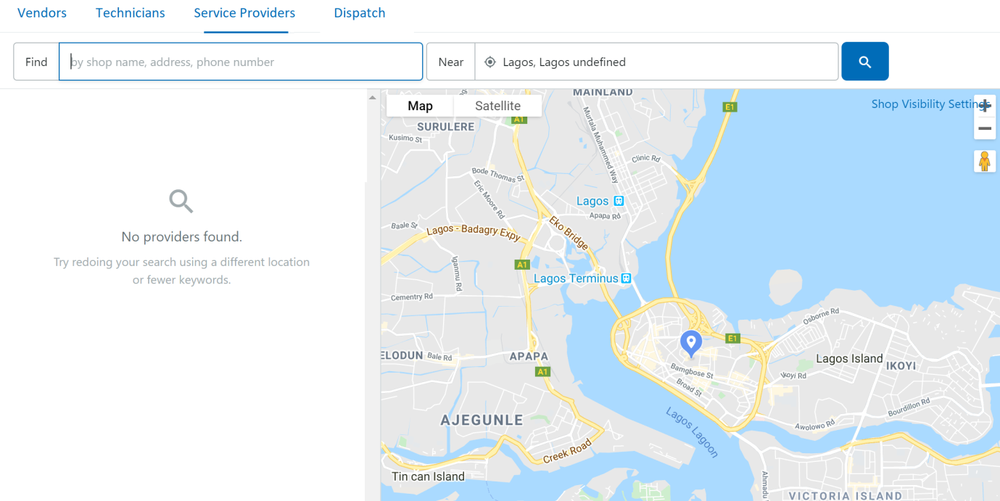 Vendors
Technicians
Service Providers
Dispatch
Find
by shop name, address, phone number
Near
Lagos, Lagos undefined
No providers found.
Try redoing your search using a different location
or fewer keywords.
Map
Satellite
Shop Visibility Settings
MAINLAND
E1
A1
SURULERE
Kusimo St
Murtala Muhammed Way
Clinic Rd
Bode Thomas St
Eric Moore Rd
Lagos
Apapa Rd
Baale St
Lagos - Badagry Expy
Eko Bridge
Iganmu Rd
A1
Lagos Terminus
Cementry Rd
Osborne Rd
E1
ELODUN
Bale Rd
APAPA
Lagos Island
IKOYI
A1
Bamgbose St
Ikoyi Rd
Broad St
Bourdillon Rd
AJEGUNLE
Lagos Lagoon
Awolowo Rd
Creek Road
Tin can Island
Ahmadu
VICTORIA ISLAND